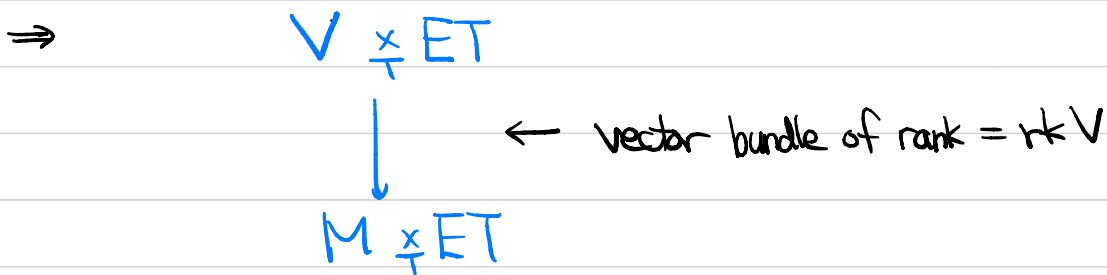 ⇒ V ×_T ET
↓ ← vector bundle of rank = rk V
M ×_T ET